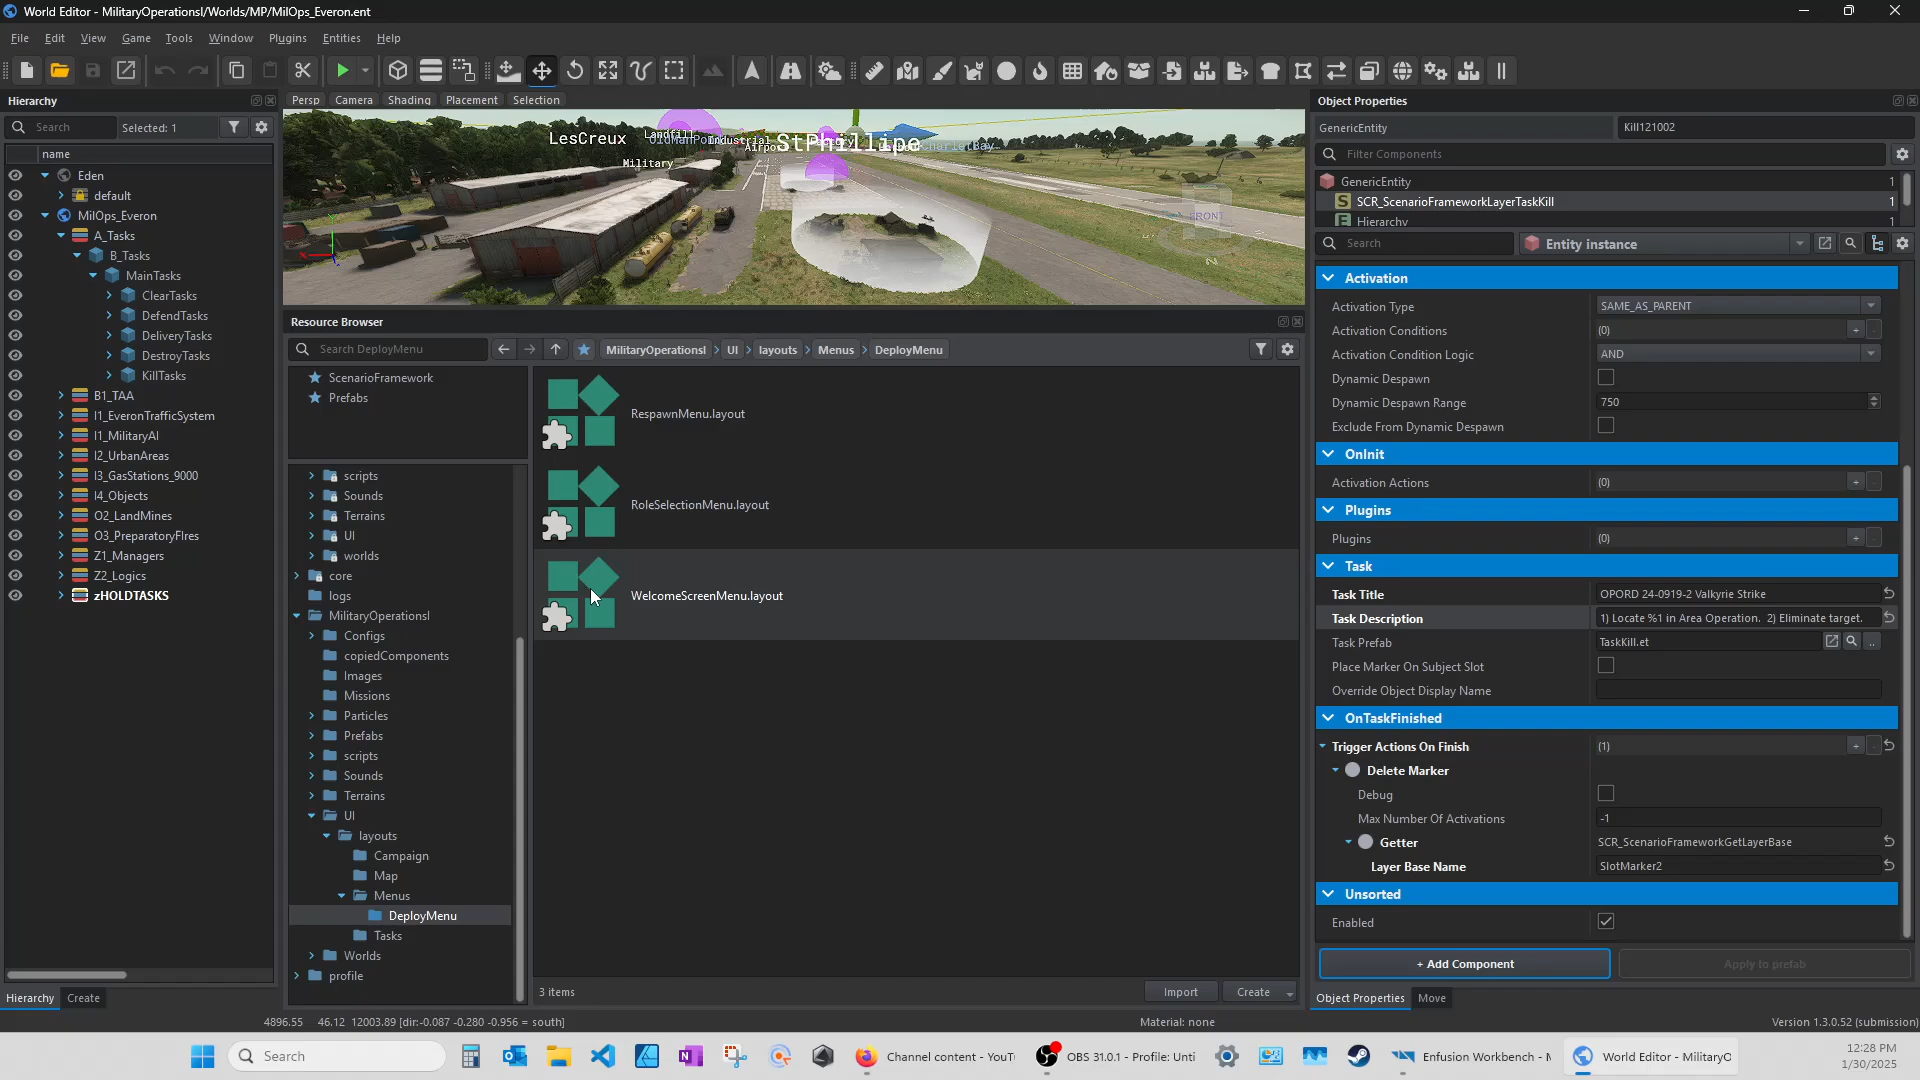 World Editor - MilitaryOperationsI/Worlds/MP/MilOps_Everon.ent
File Edit View Game Tools Window Plugins Entities Help
Hierarchy
Search Selected: 1
name
Eden
default
MilOps_Everon
A_Tasks
B_Tasks
MainTasks
ClearTasks
DefendTasks
DeliveryTasks
DestroyTasks
KillTasks
B1_TAA
I1_EveronTrafficSystem
I1_MilitaryAI
I2_UrbanAreas
I3_GasStations_9000
I4_Objects
O2_LandMines
O3_PreparatoryFIres
Z1_Managers
Z2_Logics
zHOLDTASKS
Hierarchy Create
Persp Camera Shading Placement Selection
LesCreux
Landfill
OldManPoint
Industrial
Airpo
StPhillipe
Military
FRONT
N
Resource Browser
Search DeployMenu
MilitaryOperationsI UI layouts Menus DeployMenu
ScenarioFramework
Prefabs
scripts
Sounds
Terrains
UI
worlds
core
logs
MilitaryOperationsI
Configs
copiedComponents
Images
Missions
Particles
Prefabs
scripts
Sounds
Terrains
UI
layouts
Campaign
Map
Menus
DeployMenu
Tasks
Worlds
profile
RespawnMenu.layout
RoleSelectionMenu.layout
WelcomeScreenMenu.layout
3 items Import Create
Object Properties
GenericEntity Kill121002
Filter Components
GenericEntity 1
SCR_ScenarioFrameworkLayerTaskKill 1
Hierarchy 1
Search Entity instance
Activation
Activation Type SAME_AS_PARENT
Activation Conditions (0)
Activation Condition Logic AND
Dynamic Despawn
Dynamic Despawn Range 750
Exclude From Dynamic Despawn
OnInit
Activation Actions (0)
Plugins
Plugins (0)
Task
Task Title OPORD 24-0919-2 Valkyrie Strike
Task Description 1) Locate %1 in Area Operation. 2) Eliminate target.
Task Prefab TaskKill.et
Place Marker On Subject Slot
Override Object Display Name
OnTaskFinished
Trigger Actions On Finish (1)
Delete Marker
Debug
Max Number Of Activations -1
Getter SCR_ScenarioFrameworkGetLayerBase
Layer Base Name SlotMarker2
Unsorted
Enabled
+ Add Component Apply to prefab
Object Properties Move
4896.55 46.12 12003.89 [dir:-0.087 -0.280 -0.956 = south] Material: none Version 1.3.0.52 (submission)
Search
Channel content - YouT
OBS 31.0.1 - Profile: Unti
Enfusion Workbench - M
World Editor - MilitaryO
12:28 PM
1/30/2025